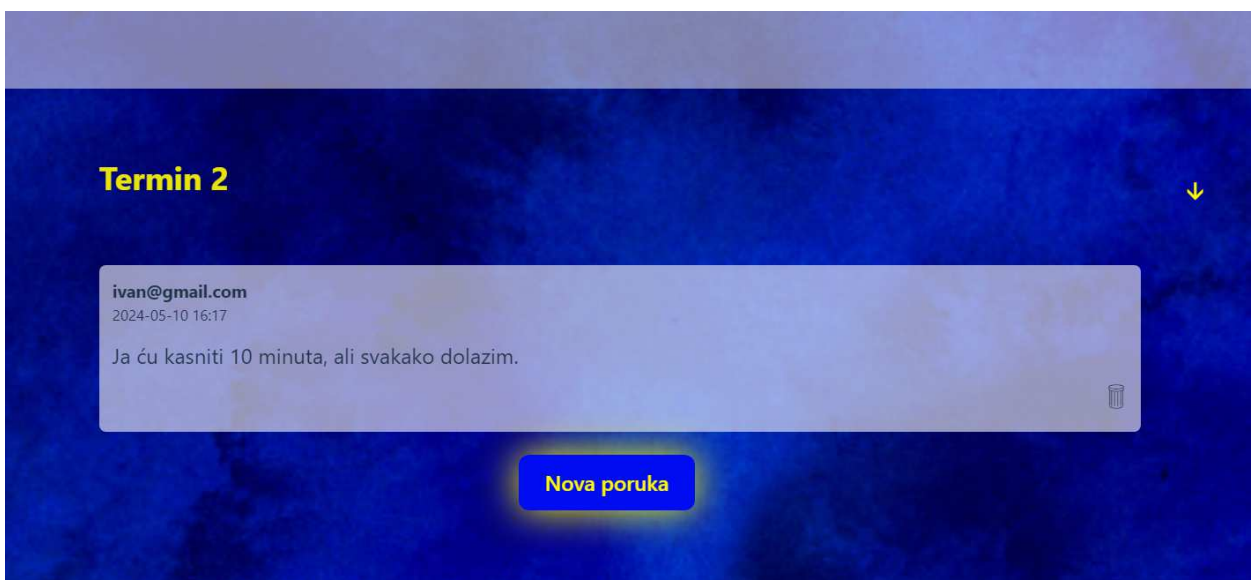 Termin 2
ivan@gmail.com
2024-05-10 16:17
Ja ću kasniti 10 minuta, ali svakako dolazim.
Nova poruka